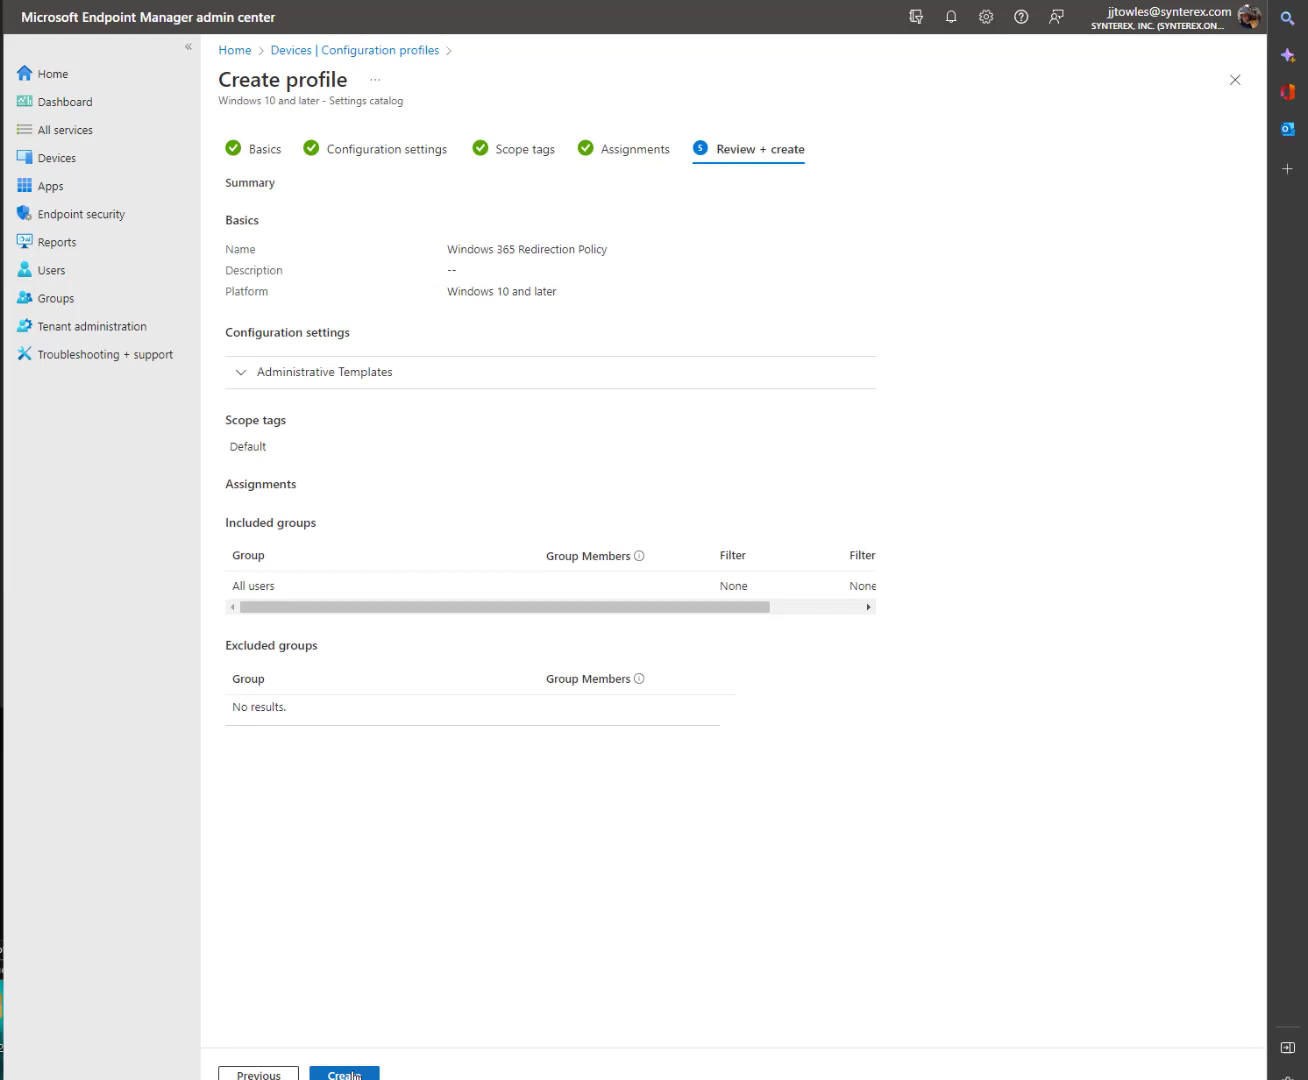 Microsoft Endpoint Manager admin center
jjtowles@synterex.com
SYNTEREX, INC. (SYNTEREX.ON...
Home
Dashboard
All services
Devices
Apps
Endpoint security
Reports
Users
Groups
Tenant administration
Troubleshooting + support
Home > Devices | Configuration profiles >
Create profile ...
Windows 10 and later - Settings catalog
Basics Configuration settings Scope tags Assignments 5 Review + create
Summary
Basics
Name Windows 365 Redirection Policy
Description --
Platform Windows 10 and later
Configuration settings
Administrative Templates
Scope tags
Default
Assignments
Included groups
Group Group Members Filter Filter
All users None None
Excluded groups
Group Group Members
No results.
Previous Create